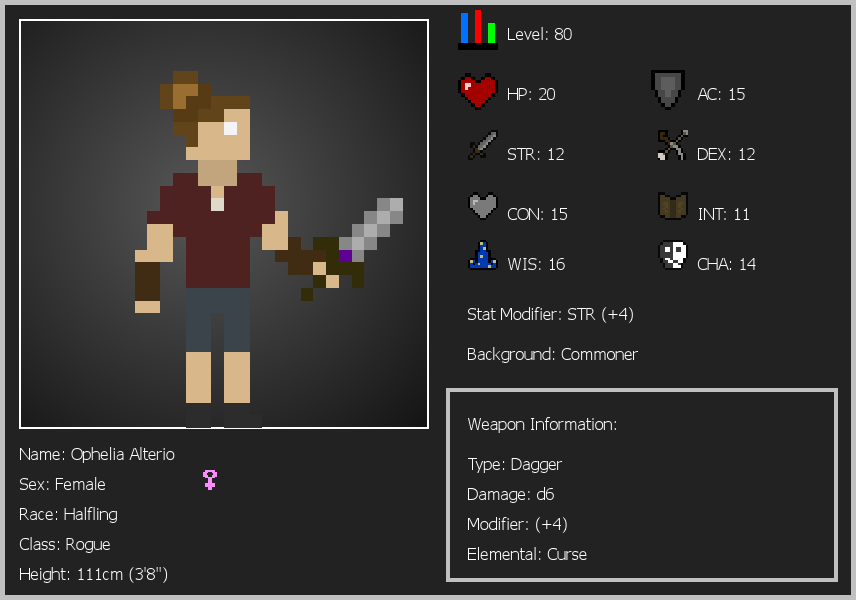 Level: 80
HP: 20
AC: 15
STR: 12
DEX: 12
CON: 15
INT: 11
WIS: 16
CHA: 14
Stat Modifier: STR (+4)
Background: Commoner
Weapon Information:
Type: Dagger
Damage: d6
Modifier: (+4)
Elemental: Curse
Name: Ophelia Alterio
Sex: Female
Race: Halfling
Class: Rogue
Height: 111cm (3'8")